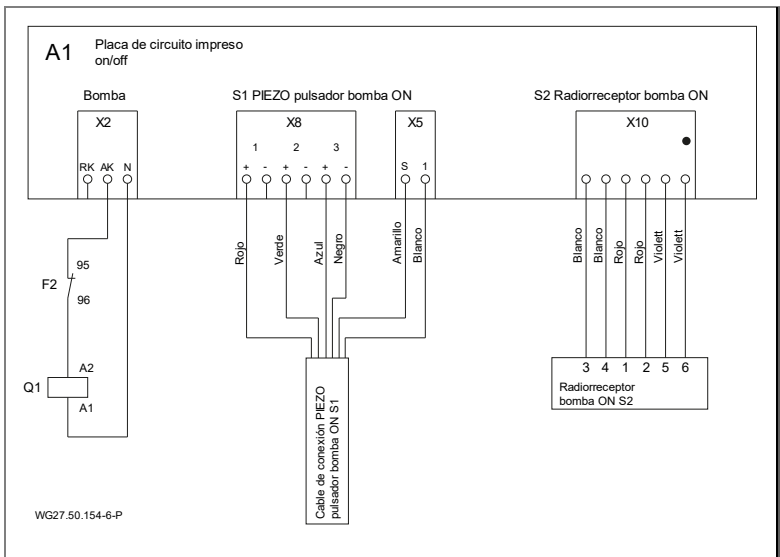 A1
Placa de circuito impreso
on/off
Bomba
S1 PIEZO pulsador bomba ON
S2 Radiorreceptor bomba ON
X2
X8
X5
X10
1 2 3
RK AK N
+ - + - + -
S 1
Rojo
Verde
Azul
Negro
Amarillo
Blanco
Blanco
Blanco
Rojo
Rojo
Violett
Violett
F2
95
96
Q1
A2
A1
3 4 1 2 5 6
Radiorreceptor
bomba ON S2
Cable de conexión PIEZO
pulsador bomba ON S1
WG27.50.154-6-P